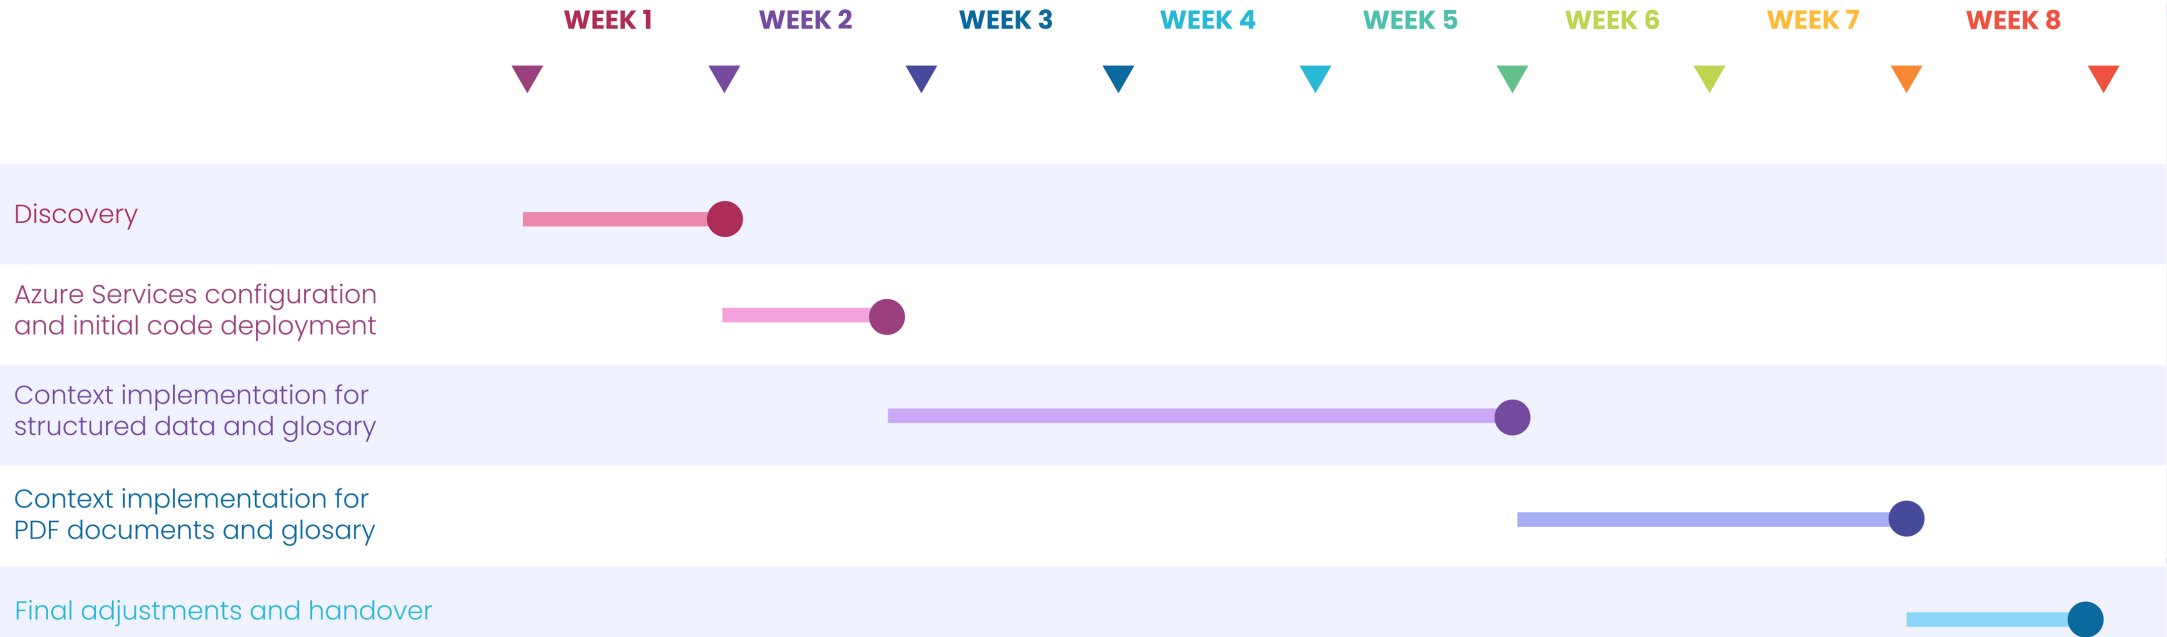 WEEK 1 WEEK 2 WEEK 3 WEEK 4 WEEK 5 WEEK 6 WEEK 7 WEEK 8
Discovery
Azure Services configuration
and initial code deployment
Context implementation for
structured data and glosary
Context implementation for
PDF documents and glosary
Final adjustments and handover